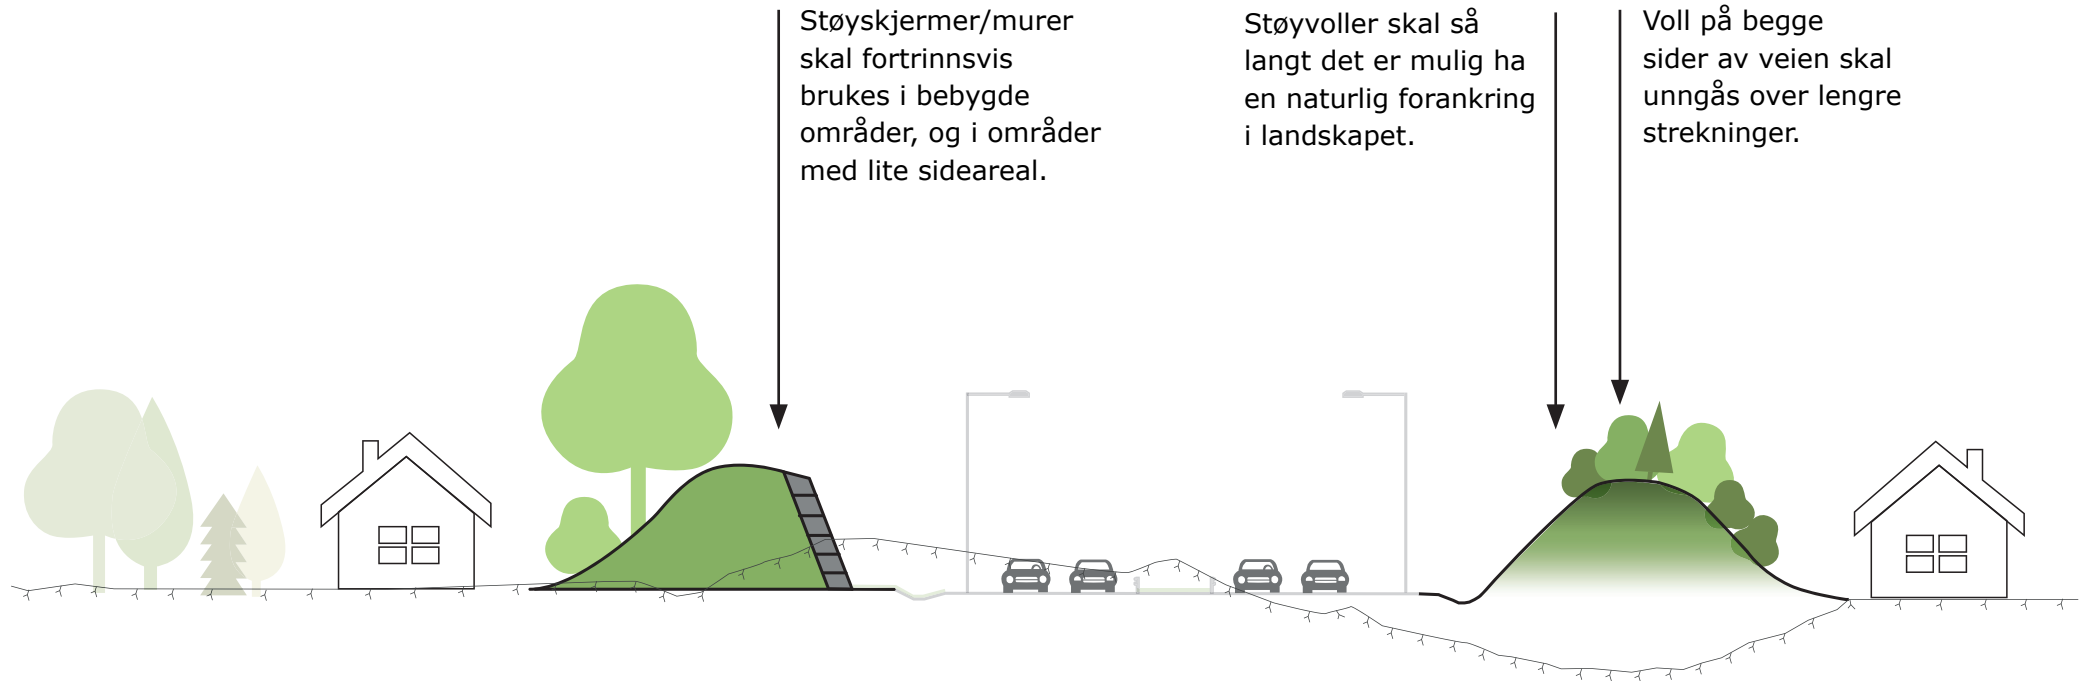 Støyskjermer/murer
skal fortrinnsvis
brukes i bebygde
områder, og i områder
med lite sideareal.
Støyvoller skal så
langt det er mulig ha
en naturlig forankring
i landskapet.
Voll på begge
sider av veien skal
unngås over lengre
strekninger.